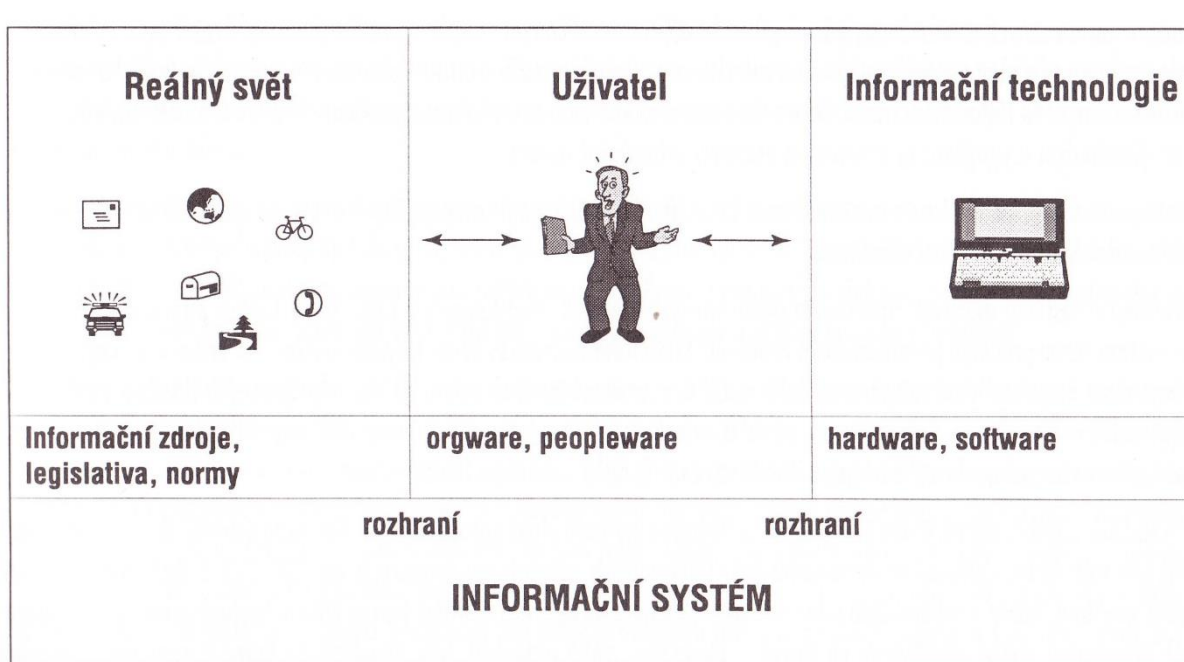 Reálný svět
Uživatel
Informační technologie
Informační zdroje,
legislativa, normy
orgware, peopleware
hardware, software
rozhraní
rozhraní
INFORMAČNÍ SYSTÉM